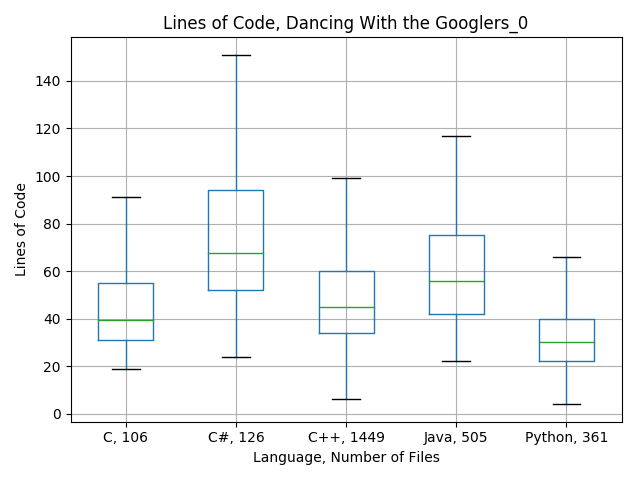 Lines of Code, Dancing With the Googlers_0
Lines of Code
140
120
100
80
60
40
20
0
C, 106
C#, 126
C++, 1449
Java, 505
Python, 361
Language, Number of Files